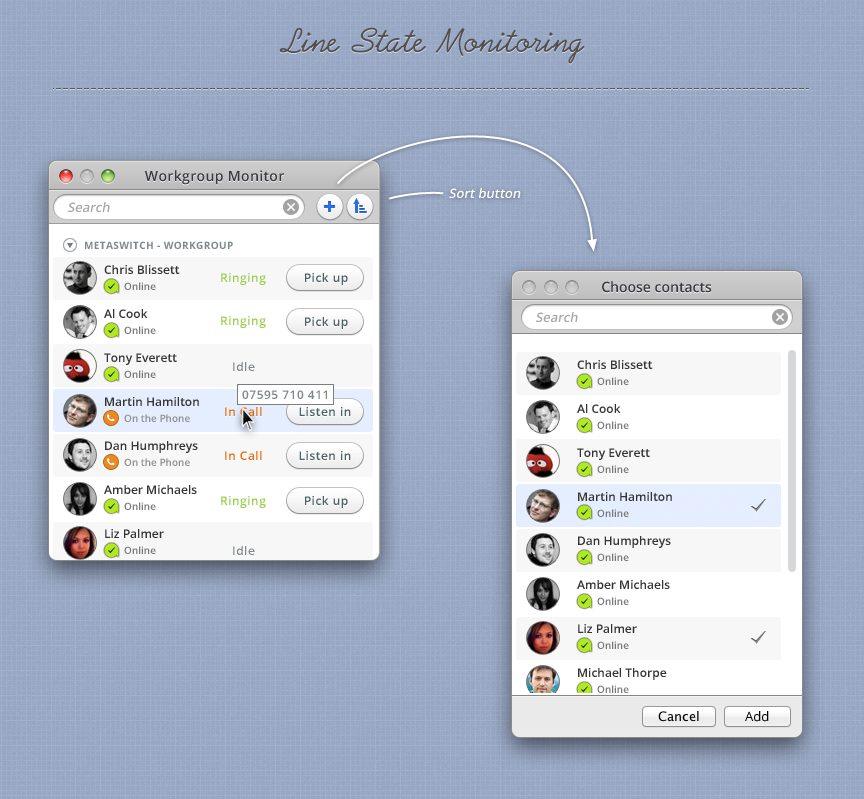 Line State Monitoring
Workgroup Monitor
Search
Sort button
METASWITCH - WORKGROUP
Chris Blissett
Online
Ringing
Pick up
Al Cook
Online
Ringing
Pick up
Tony Everett
Online
Idle
07595 710 411
Martin Hamilton
On the Phone
In Call
Listen in
Dan Humphreys
On the Phone
In Call
Listen in
Amber Michaels
Online
Ringing
Pick up
Liz Palmer
Online
Idle
Choose contacts
Search
Chris Blissett
Online
Al Cook
Online
Tony Everett
Online
Martin Hamilton
Online
Dan Humphreys
Online
Amber Michaels
Online
Liz Palmer
Online
Michael Thorpe
Online
Cancel
Add